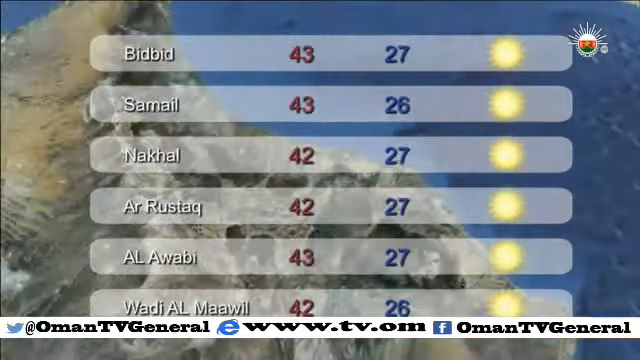 Bidbid 43 27
Samail 43 26
Nakhal 42 27
Ar Rustaq 42 27
AL Awabi 43 27
Wadi AL Maawil 42 26
@OmanTVGeneral www.tv.om OmanTVGeneral